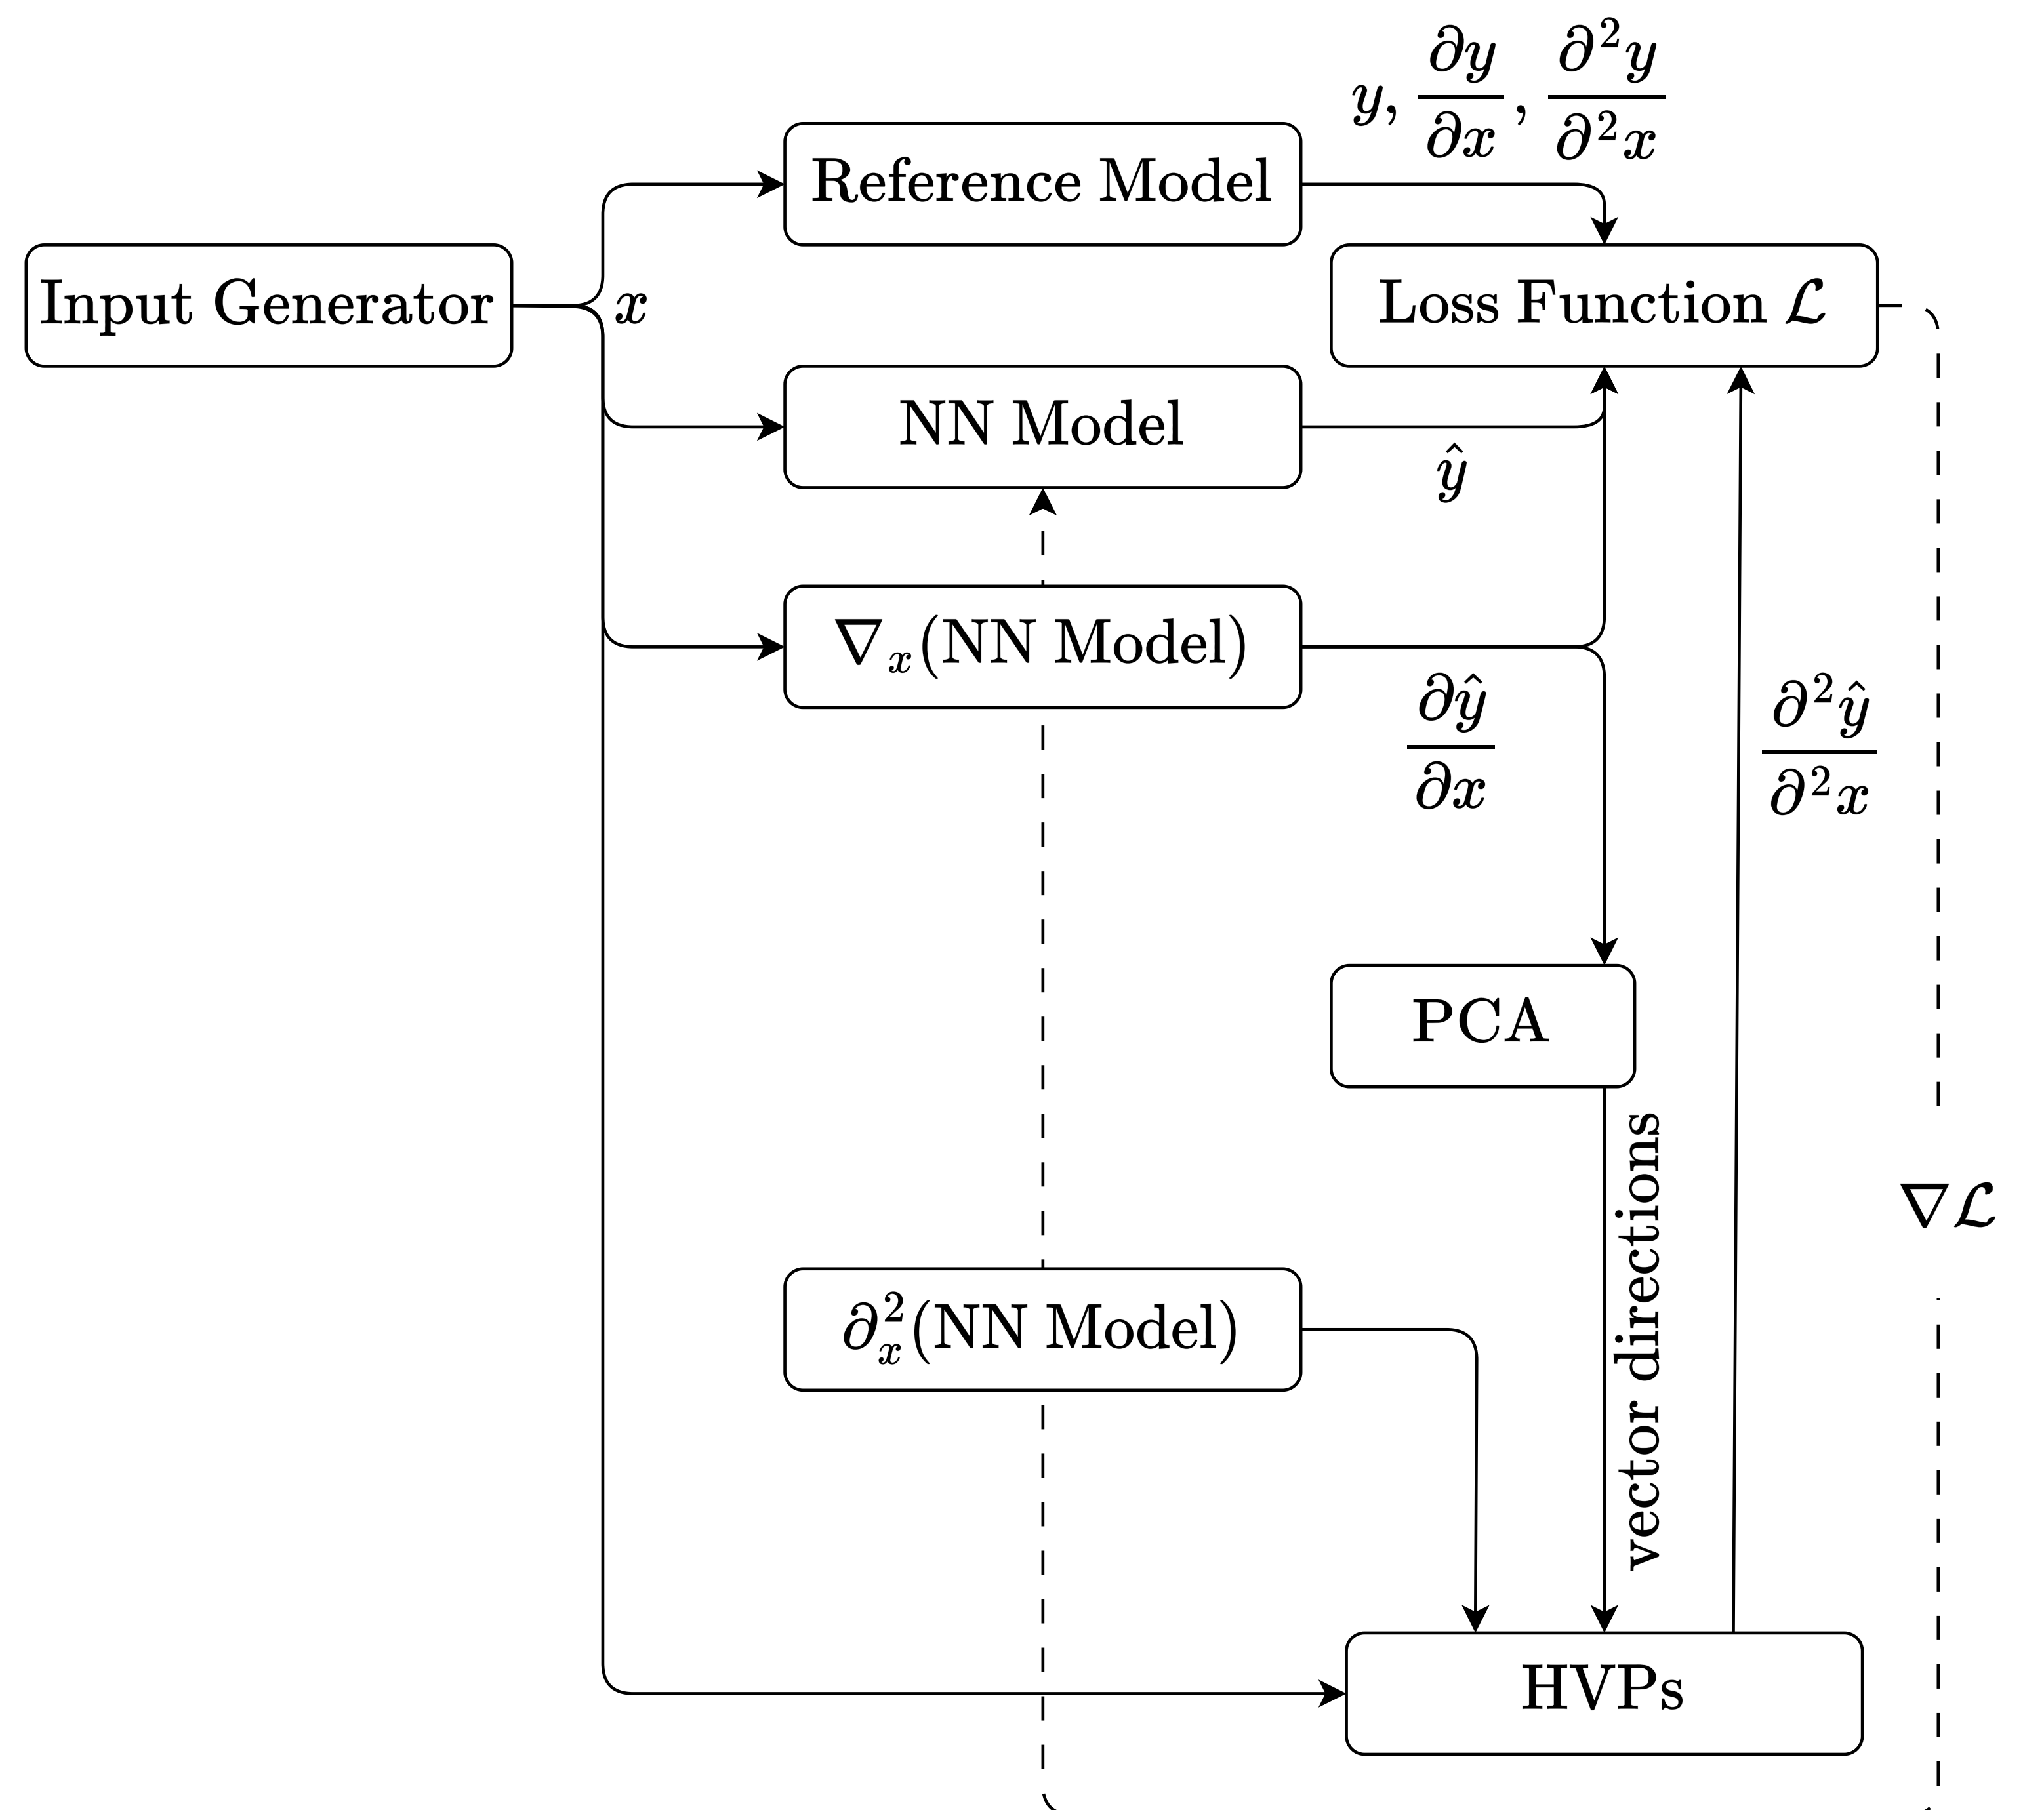 y, ∂y/∂x, ∂²y/∂²x
Reference Model
Input Generator
x
Loss Function ℒ
NN Model
ŷ
∇ₓ(NN Model)
∂ŷ/∂x
∂²ŷ/∂²x
PCA
vector directions
∇ℒ
∂²ₓ(NN Model)
HVPs